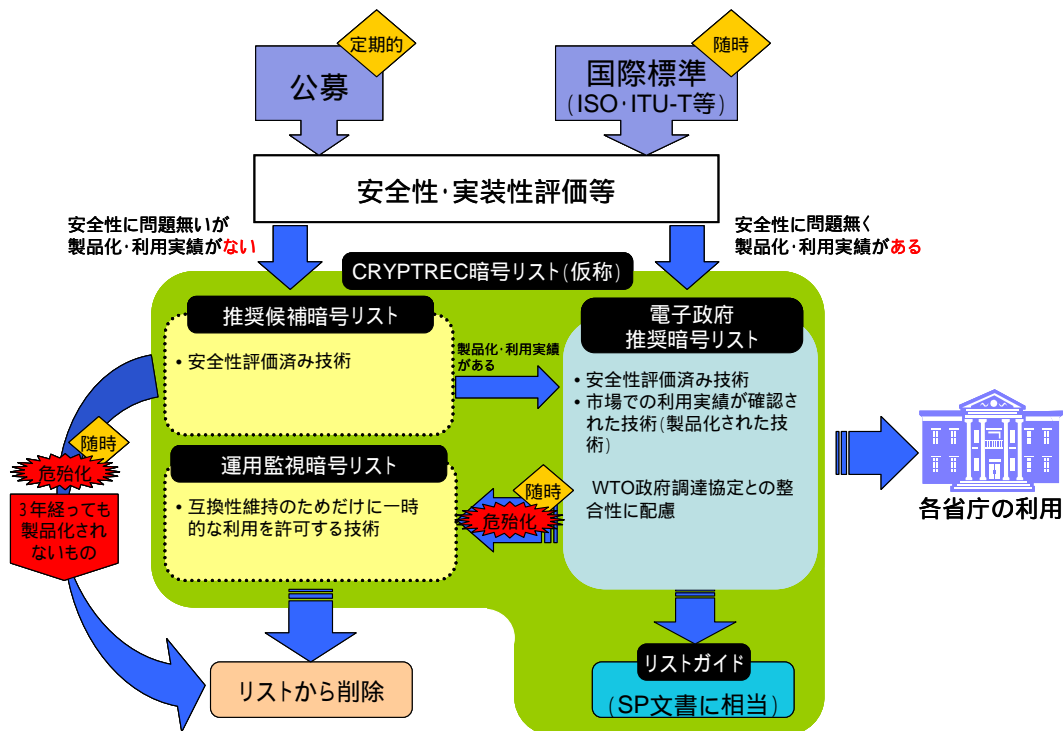 定期的
公募
随時
国際標準
(ISO・ITU-T等)
安全性・実装性評価等
安全性に問題無いが
製品化・利用実績がない
安全性に問題無く
製品化・利用実績がある
CRYPTREC暗号リスト(仮称)
推奨候補暗号リスト
• 安全性評価済み技術
製品化・利用実績
がある
電子政府
推奨暗号リスト
• 安全性評価済み技術
• 市場での利用実績が確認さ
れた技術(製品化された技
術)
WTO政府調達協定との整
合性に配慮
随時
危殆化
3年経っても
製品化され
ないもの
運用監視暗号リスト
• 互換性維持のためだけに一時
的な利用を許可する技術
随時
危殆化
各省庁の利用
リストから削除
リストガイド
(SP文書に相当)